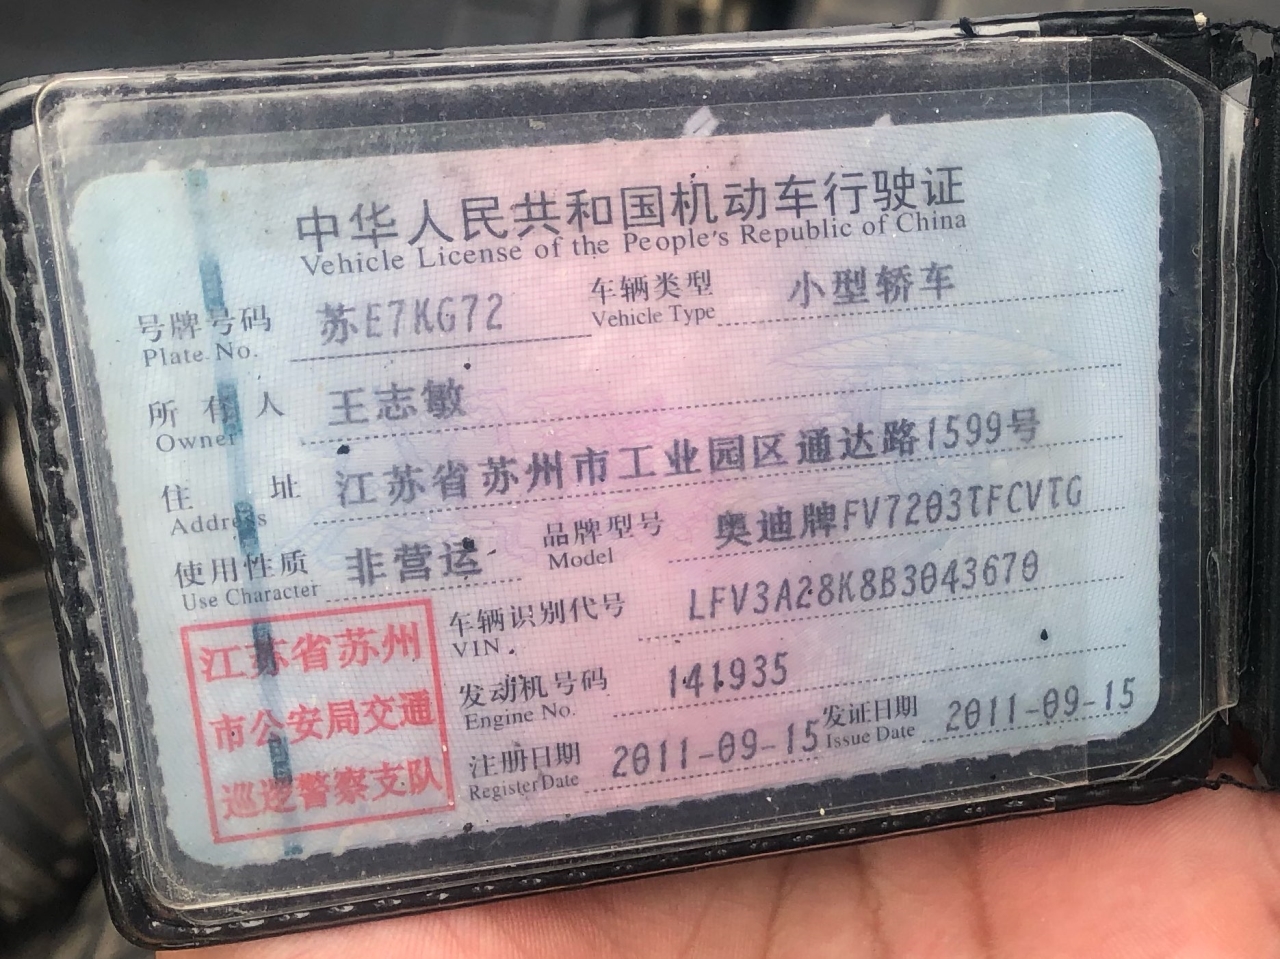 中华人民共和国机动车行驶证
Vehicle License of the People's Republic of China
号牌号码 苏E7KG72 车辆类型 小型轿车
Plate No. Vehicle Type
所有人 王志敏
Owner
住址 江苏省苏州市工业园区通达路1599号
Address
使用性质 非营运 品牌型号 奥迪牌FV7203TFCVTG
Use Character Model
车辆识别代号 LFV3A28K8B3043670
VIN
发动机号码 141935
Engine No.
注册日期 2011-09-15 发证日期 2011-09-15
Register Date Issue Date
江苏省苏州
市公安局交通
巡逻警察支队